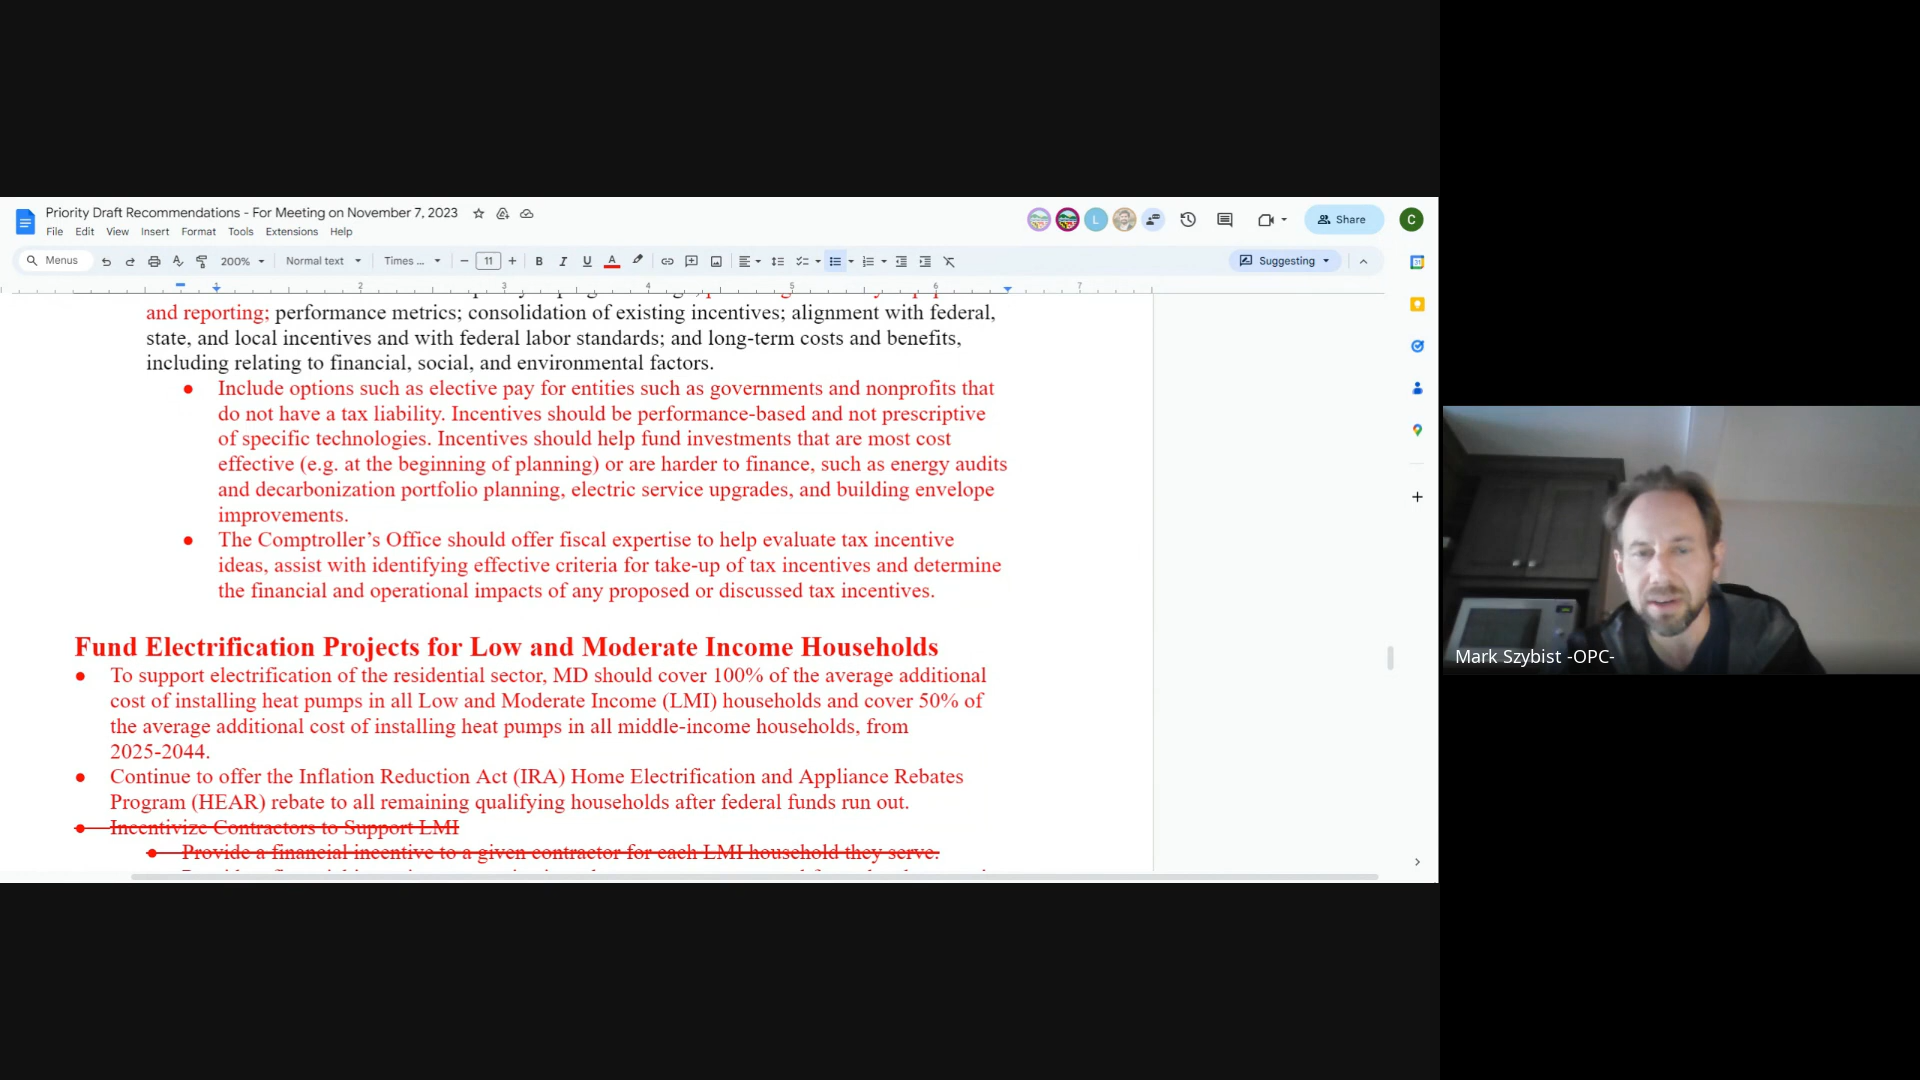 Priority Draft Recommendations - For Meeting on November 7, 2023
File Edit View Insert Format Tools Extensions Help
L
Share
C
Menus
200%
Normal text
Times ...
11
B I U A
Suggesting
1 2 3 4 5 6 7
and reporting; performance metrics; consolidation of existing incentives; alignment with federal,
state, and local incentives and with federal labor standards; and long-term costs and benefits,
including relating to financial, social, and environmental factors.
● Include options such as elective pay for entities such as governments and nonprofits that
do not have a tax liability. Incentives should be performance-based and not prescriptive
of specific technologies. Incentives should help fund investments that are most cost
effective (e.g. at the beginning of planning) or are harder to finance, such as energy audits
and decarbonization portfolio planning, electric service upgrades, and building envelope
improvements.
● The Comptroller’s Office should offer fiscal expertise to help evaluate tax incentive
ideas, assist with identifying effective criteria for take-up of tax incentives and determine
the financial and operational impacts of any proposed or discussed tax incentives.
Fund Electrification Projects for Low and Moderate Income Households
● To support electrification of the residential sector, MD should cover 100% of the average additional
cost of installing heat pumps in all Low and Moderate Income (LMI) households and cover 50% of
the average additional cost of installing heat pumps in all middle-income households, from
2025-2044.
● Continue to offer the Inflation Reduction Act (IRA) Home Electrification and Appliance Rebates
Program (HEAR) rebate to all remaining qualifying households after federal funds run out.
● Incentivize Contractors to Support LMI
● Provide a financial incentive to a given contractor for each LMI household they serve.
Mark Szybist -OPC-